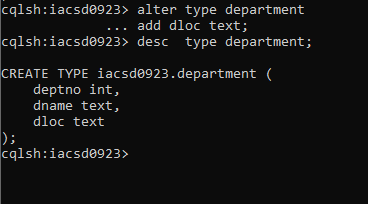 cqlsh:iacsd0923> alter type department
             ... add dloc text;
cqlsh:iacsd0923> desc  type department;

CREATE TYPE iacsd0923.department (
    deptno int,
    dname text,
    dloc text
);
cqlsh:iacsd0923>